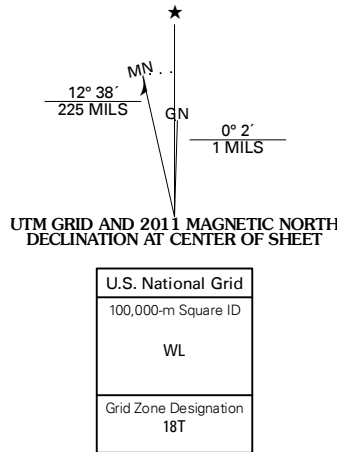 ★
MN
GN
12° 38´
225 MILS
0° 2´
1 MILS
UTM GRID AND 2011 MAGNETIC NORTH
DECLINATION AT CENTER OF SHEET
U.S. National Grid
100,000-m Square ID
WL
Grid Zone Designation
18T